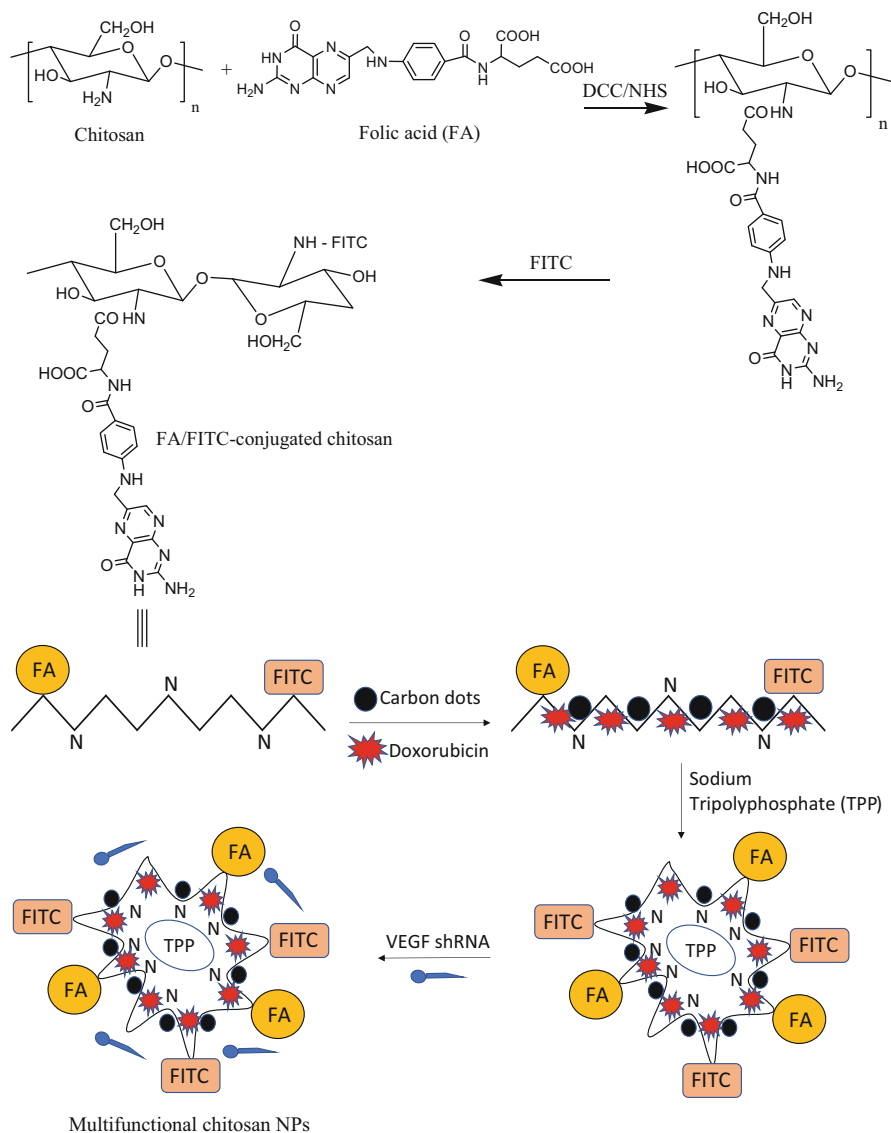 CH₂OH
O
HO
H₂N
O
n
Chitosan
+
O
HN
H₂N
N
N
N
HN
O
N
H
COOH
COOH
Folic acid (FA)
DCC/NHS
CH₂OH
O
HO
HN
O
n
CO
HOOC
NH
O
NH
N
N
O
N
N
H
NH₂
FITC
CH₂OH
O
HO
HN
O
NH - FITC
OH
O
HOH₂C
CO
HOOC
NH
O
NH
N
N
O
N
N
H
NH₂
FA/FITC-conjugated chitosan
FA
FITC
N
N
N
Carbon dots
Doxorubicin
FA
FITC
N
N
N
Sodium
Tripolyphosphate (TPP)
FA
FITC
FITC
FA
FA
FITC
TPP
N
N
N
N
N
N
N
VEGF shRNA
FA
FITC
FITC
FA
FA
FITC
TPP
N
N
N
N
N
N
N
Multifunctional chitosan NPs